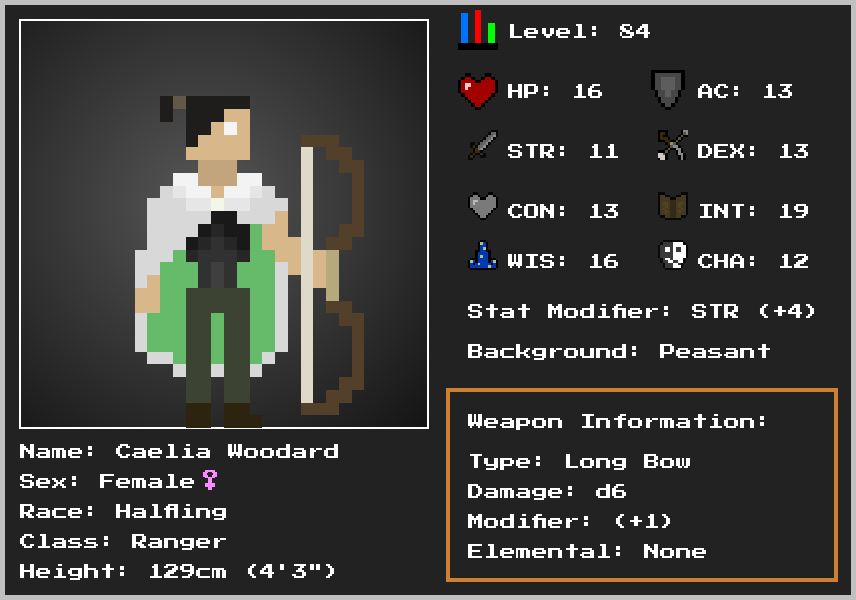 Level: 84
HP: 16
AC: 13
STR: 11
DEX: 13
CON: 13
INT: 19
WIS: 16
CHA: 12
Stat Modifier: STR (+4)
Background: Peasant
Weapon Information:
Type: Long Bow
Damage: d6
Modifier: (+1)
Elemental: None
Name: Caelia Woodard
Sex: Female♀
Race: Halfling
Class: Ranger
Height: 129cm (4'3")